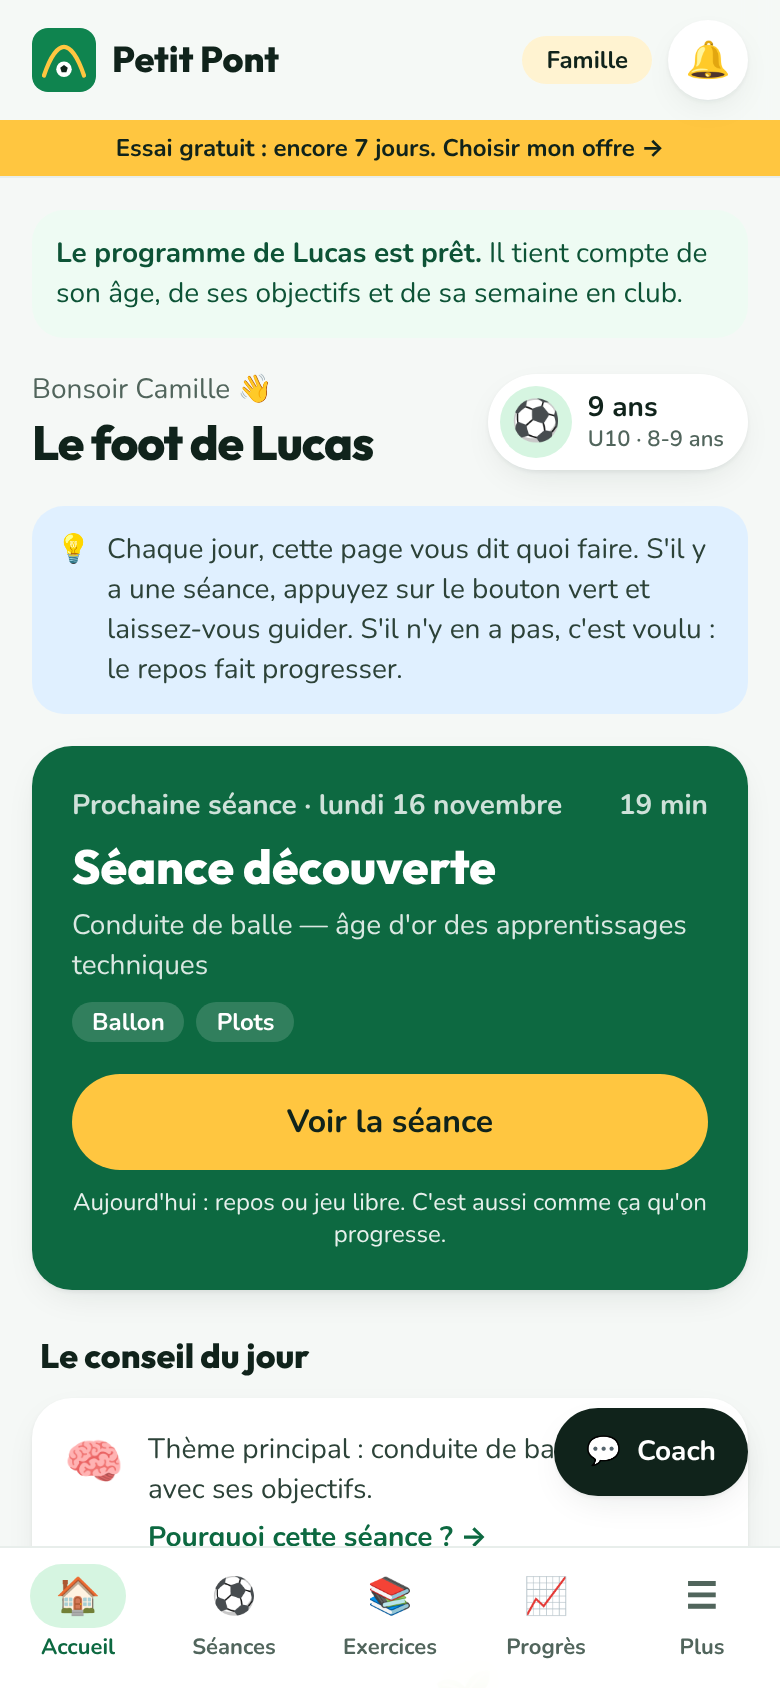 Petit Pont
Famille
Essai gratuit : encore 7 jours. Choisir mon offre →
Le programme de Lucas est prêt. Il tient compte de
son âge, de ses objectifs et de sa semaine en club.
Bonsoir Camille 👋
Le foot de Lucas
9 ans
U10 · 8-9 ans
Chaque jour, cette page vous dit quoi faire. S'il y
a une séance, appuyez sur le bouton vert et
laissez-vous guider. S'il n'y en a pas, c'est voulu :
le repos fait progresser.
Prochaine séance · lundi 16 novembre
19 min
Séance découverte
Conduite de balle — âge d'or des apprentissages
techniques
Ballon
Plots
Voir la séance
Aujourd'hui : repos ou jeu libre. C'est aussi comme ça qu'on
progresse.
Le conseil du jour
Thème principal : conduite de
avec ses objectifs.
Pourquoi cette séance ? →
Coach
Accueil
Séances
Exercices
Progrès
Plus